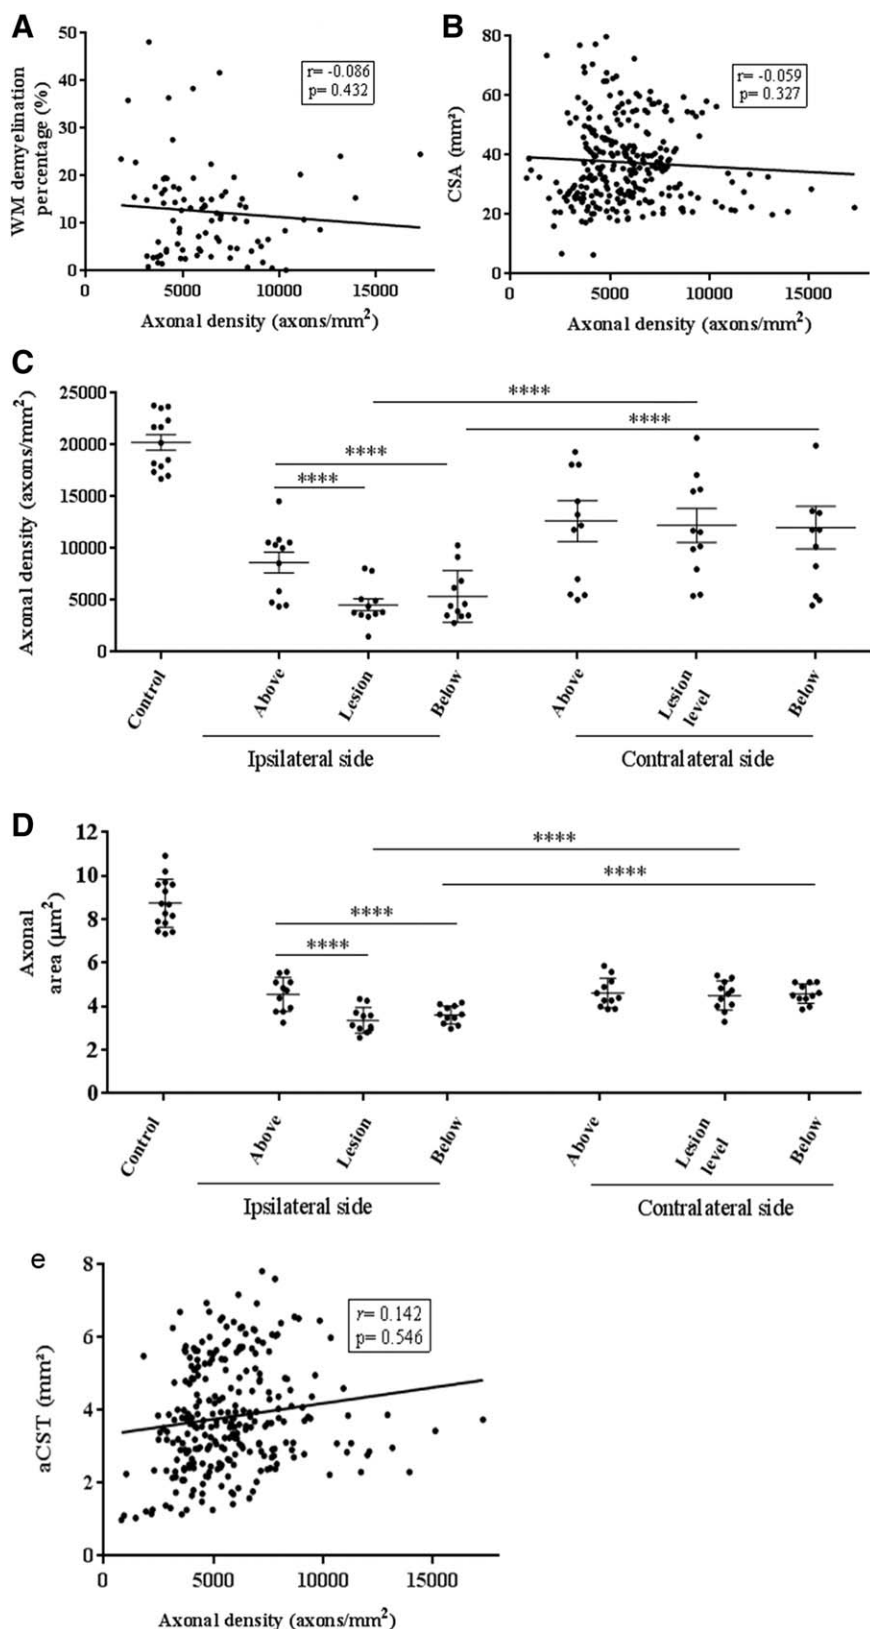 A
WM demyelination
percentage (%)
50
40
30
20
10
0
r= -0.086
p= 0.432
0 5000 10000 15000
Axonal density (axons/mm²)
B
CSA (mm²)
80
60
40
20
0
r= -0.059
p= 0.327
0 5000 10000 15000
Axonal density (axons/mm²)
C
Axonal density (axons/mm²)
25000
20000
15000
10000
5000
0
****
****
****
****
Control
Above
Lesion
Below
Above
Lesion
level
Below
Ipsilateral side
Contralateral side
D
Axonal
area (µm²)
12
10
8
6
4
2
0
****
****
****
****
Control
Above
Lesion
Below
Above
Lesion
level
Below
Ipsilateral side
Contralateral side
e
aCST (mm²)
8
6
4
2
0
r= 0.142
p= 0.546
0 5000 10000 15000
Axonal density (axons/mm²)